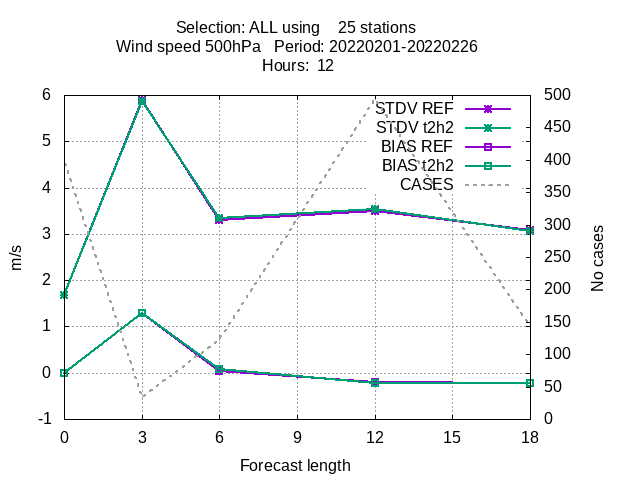 Selection: ALL using    25 stations
Wind speed 500hPa   Period: 20220201-20220226
Hours:  12
STDV REF
STDV t2h2
BIAS REF
BIAS t2h2
CASES
6
5
4
3
2
1
0
-1
m/s
500
450
400
350
300
250
200
150
100
50
0
No cases
0 3 6 9 12 15 18
Forecast length